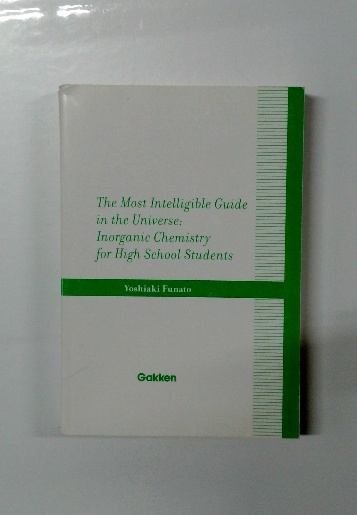 The Most Intelligible Guide
in the Universe:
Inorganic Chemistry
for High School Students
Yoshiaki Funato
Gakken